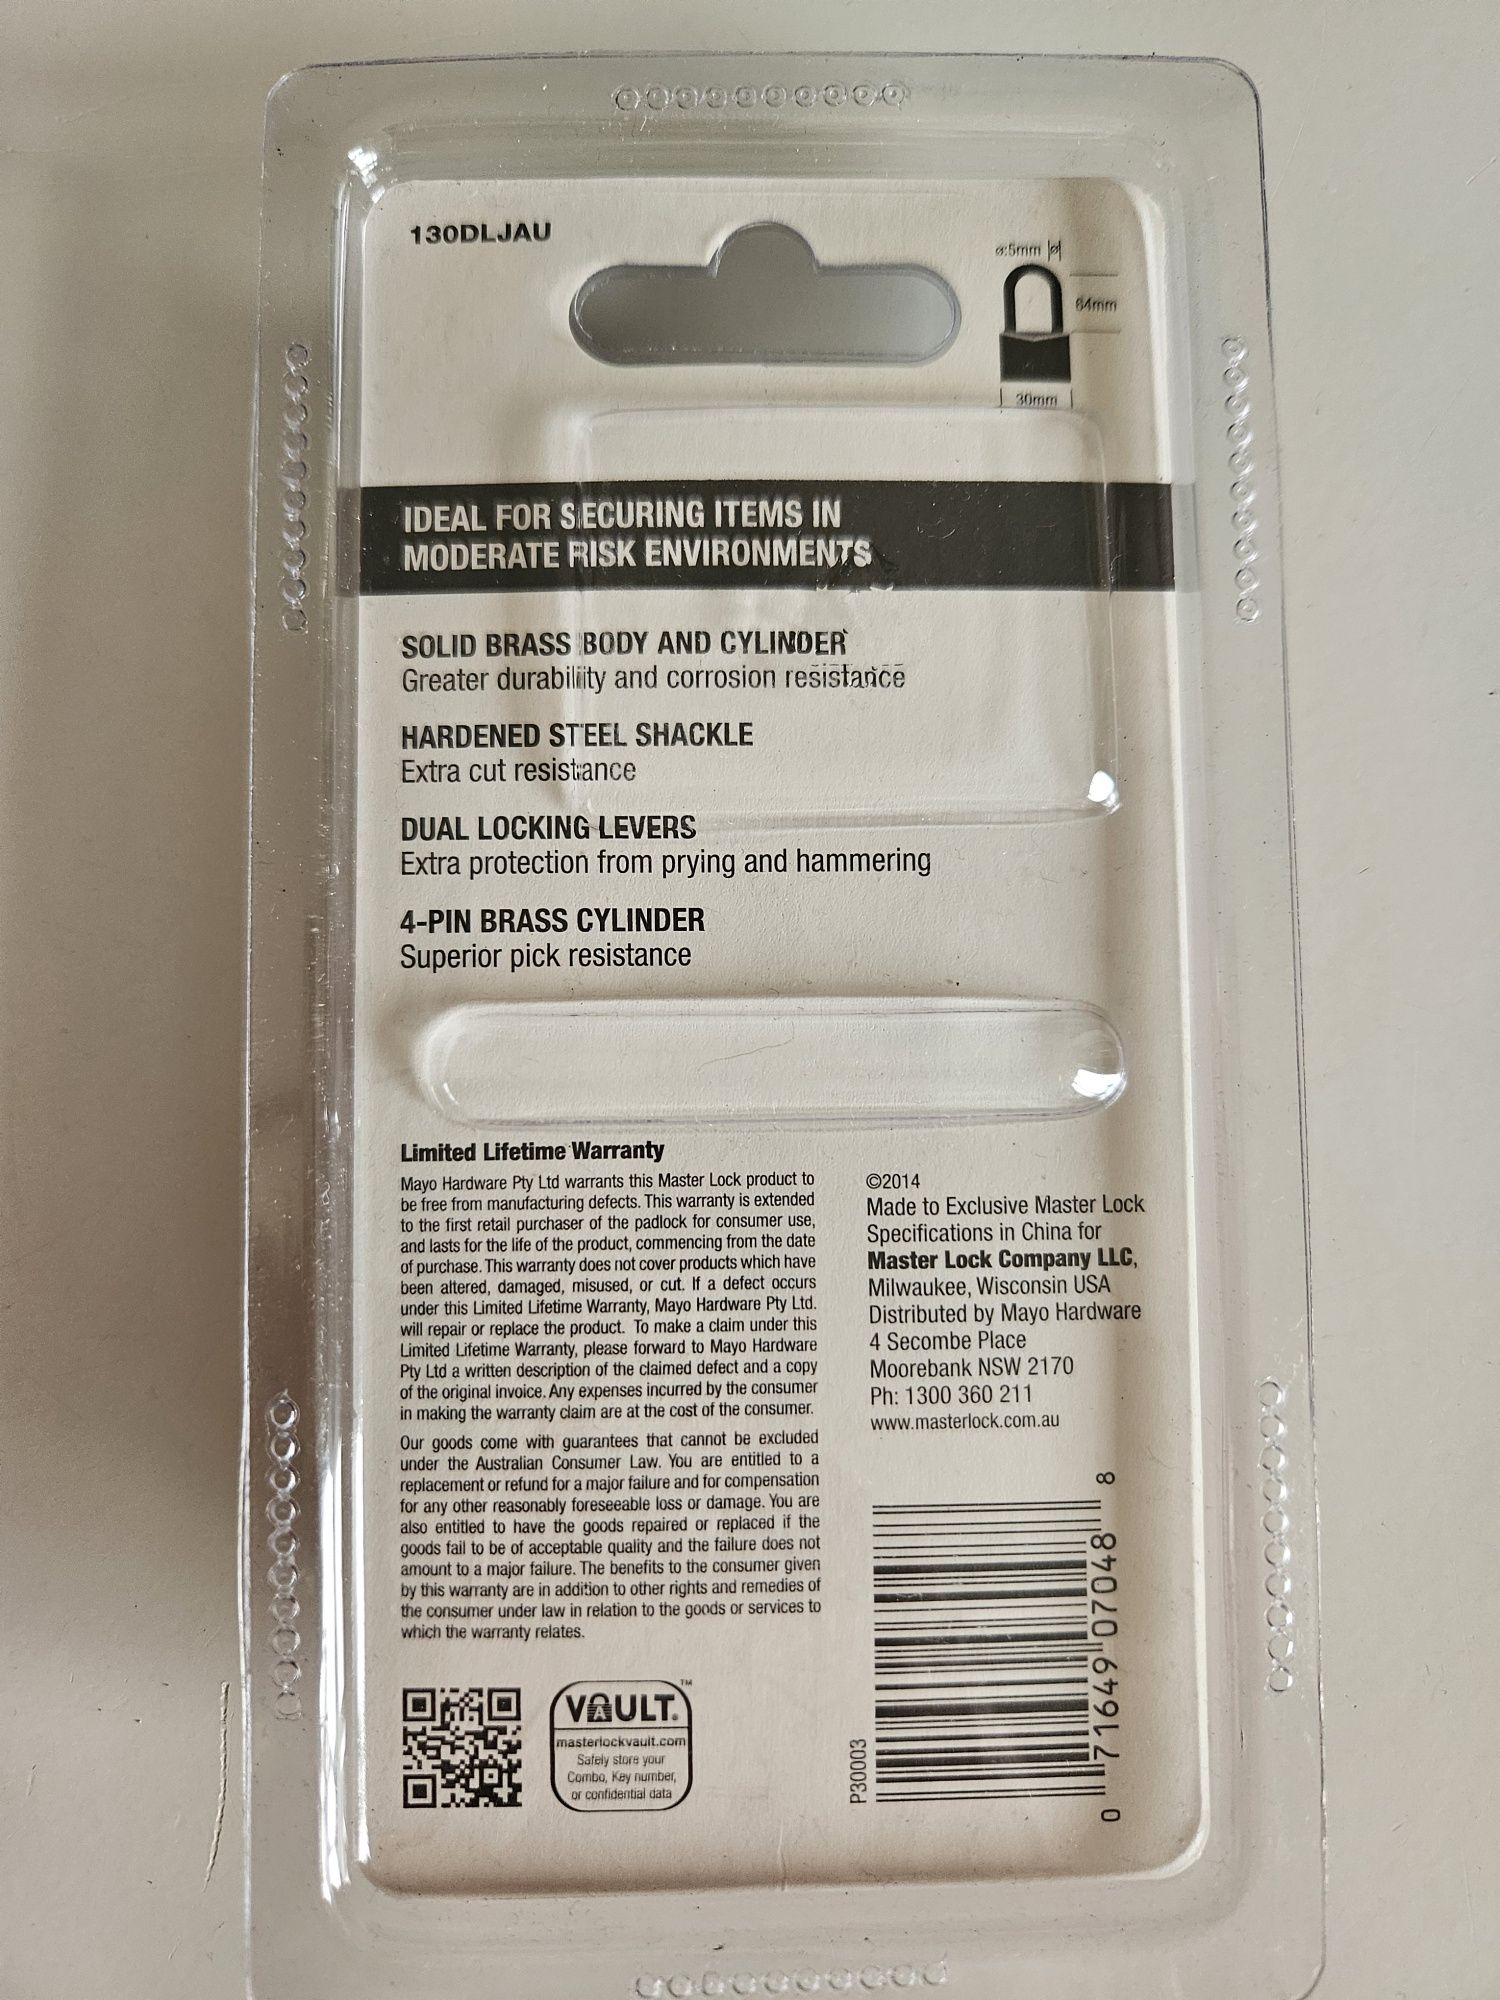 130DLJAU
⌀:5mm |⌀|
64mm
30mm
IDEAL FOR SECURING ITEMS IN
MODERATE RISK ENVIRONMENTS
SOLID BRASS BODY AND CYLINDER
Greater durability and corrosion resistance
HARDENED STEEL SHACKLE
Extra cut resistance
DUAL LOCKING LEVERS
Extra protection from prying and hammering
4-PIN BRASS CYLINDER
Superior pick resistance
Limited Lifetime Warranty
Mayo Hardware Pty Ltd warrants this Master Lock product to
be free from manufacturing defects. This warranty is extended
to the first retail purchaser of the padlock for consumer use,
and lasts for the life of the product, commencing from the date
of purchase. This warranty does not cover products which have
been altered, damaged, misused, or cut. If a defect occurs
under this Limited Lifetime Warranty, Mayo Hardware Pty Ltd.
will repair or replace the product. To make a claim under this
Limited Lifetime Warranty, please forward to Mayo Hardware
Pty Ltd a written description of the claimed defect and a copy
of the original invoice. Any expenses incurred by the consumer
in making the warranty claim are at the cost of the consumer.
Our goods come with guarantees that cannot be excluded
under the Australian Consumer Law. You are entitled to a
replacement or refund for a major failure and for compensation
for any other reasonably foreseeable loss or damage. You are
also entitled to have the goods repaired or replaced if the
goods fail to be of acceptable quality and the failure does not
amount to a major failure. The benefits to the consumer given
by this warranty are in addition to other rights and remedies of
the consumer under law in relation to the goods or services to
which the warranty relates.
©2014
Made to Exclusive Master Lock
Specifications in China for
Master Lock Company LLC,
Milwaukee, Wisconsin USA
Distributed by Mayo Hardware
4 Secombe Place
Moorebank NSW 2170
Ph: 1300 360 211
www.masterlock.com.au
VAULT.™
masterlockvault.com
Safely store your
Combo, Key number,
or confidential data
P30003
0 71649 07048 8